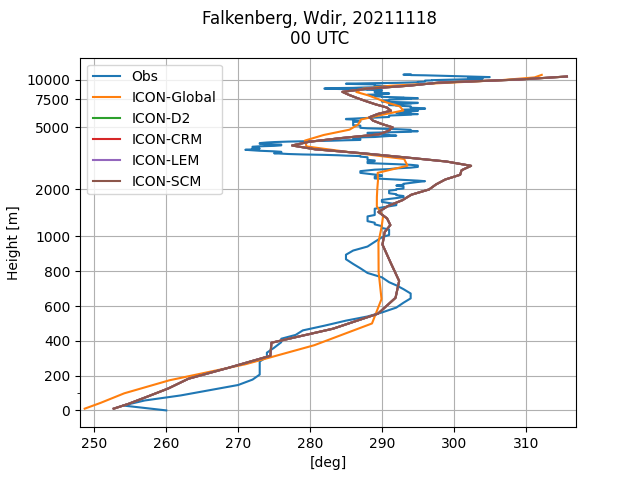 Falkenberg, Wdir, 20211118
00 UTC
Obs
ICON-Global
ICON-D2
ICON-CRM
ICON-LEM
ICON-SCM
10000
7500
5000
2000
1000
800
600
400
200
0
Height [m]
250 260 270 280 290 300 310
[deg]